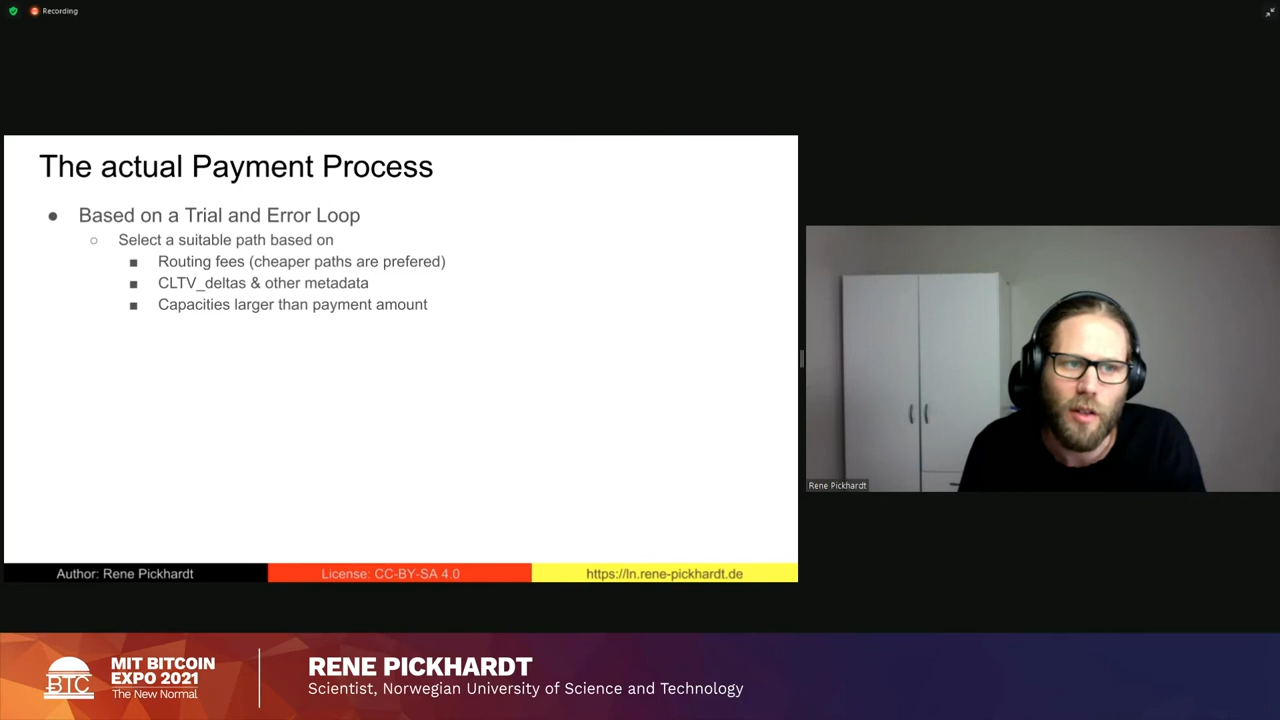 Recording
The actual Payment Process
● Based on a Trial and Error Loop
○ Select a suitable path based on
■ Routing fees (cheaper paths are prefered)
■ CLTV_deltas & other metadata
■ Capacities larger than payment amount
Rene Pickhardt
Author: Rene Pickhardt
License: CC-BY-SA 4.0
https://ln.rene-pickhardt.de
BTC
MIT BITCOIN
EXPO 2021
The New Normal
RENE PICKHARDT
Scientist, Norwegian University of Science and Technology